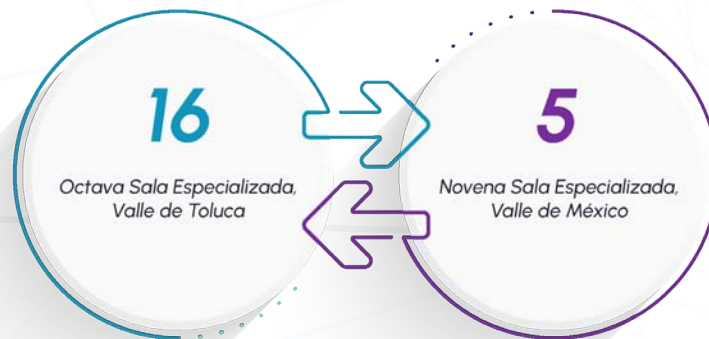 16
Octava Sala Especializada,
Valle de Toluca
5
Novena Sala Especializada,
Valle de México